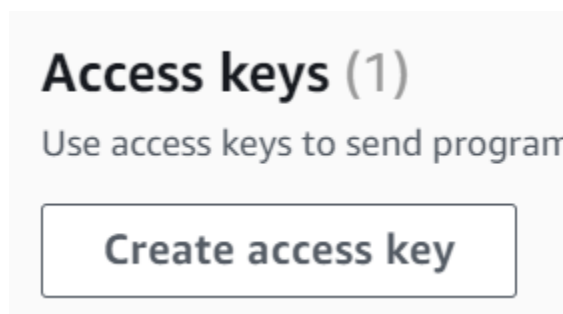 Access keys (1)
Use access keys to send program
Create access key